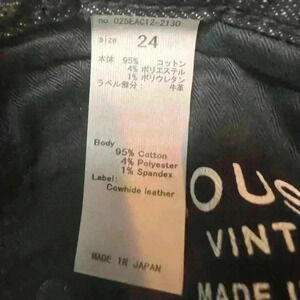 no. 025EAC12-2130
size 24
本体 95% コットン
4% ポリエステル
1% ポリウレタン
ラベル部分: 牛革
Body
95% Cotton
4% Polyester
1% Spandex
Label:
Cowhide leather
MADE IN JAPAN
OUS
VINT
MADE I